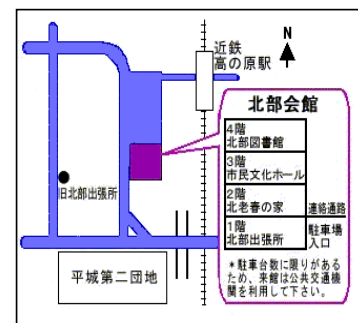 近鉄
高の原駅
N
北部会館
4階
北部図書館
3階
市民文化ホール
2階
北老春の家
連絡通路
1階
北部出張所
駐車場
入口
*駐車台数に限りがある
ため、来館は公共交通機
関を利用して下さい。
旧北部出張所
平城第二団地